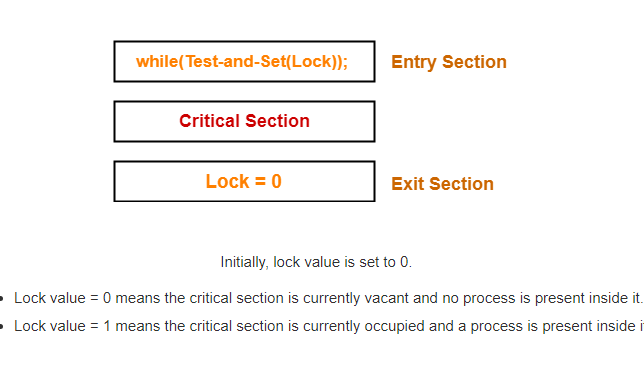 while(Test-and-Set(Lock)); Entry Section
Critical Section
Lock = 0 Exit Section
Initially, lock value is set to 0.
• Lock value = 0 means the critical section is currently vacant and no process is present inside it.
• Lock value = 1 means the critical section is currently occupied and a process is present inside i